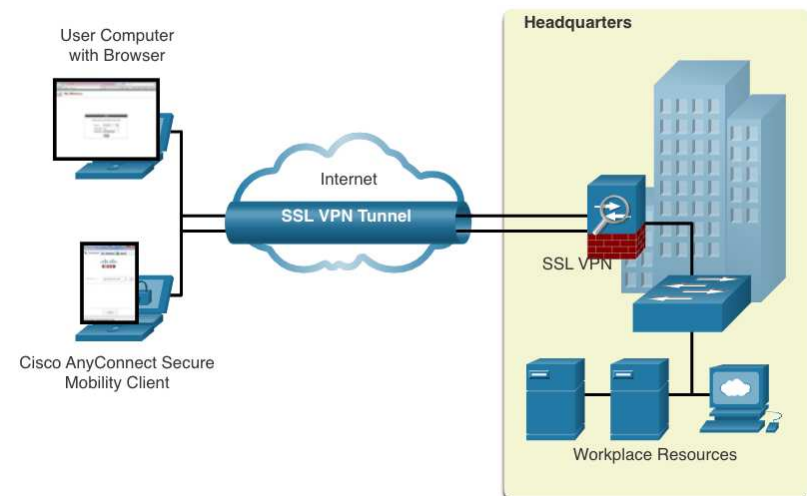 Headquarters
User Computer
with Browser
Internet
SSL VPN Tunnel
SSL VPN
Cisco AnyConnect Secure
Mobility Client
Workplace Resources